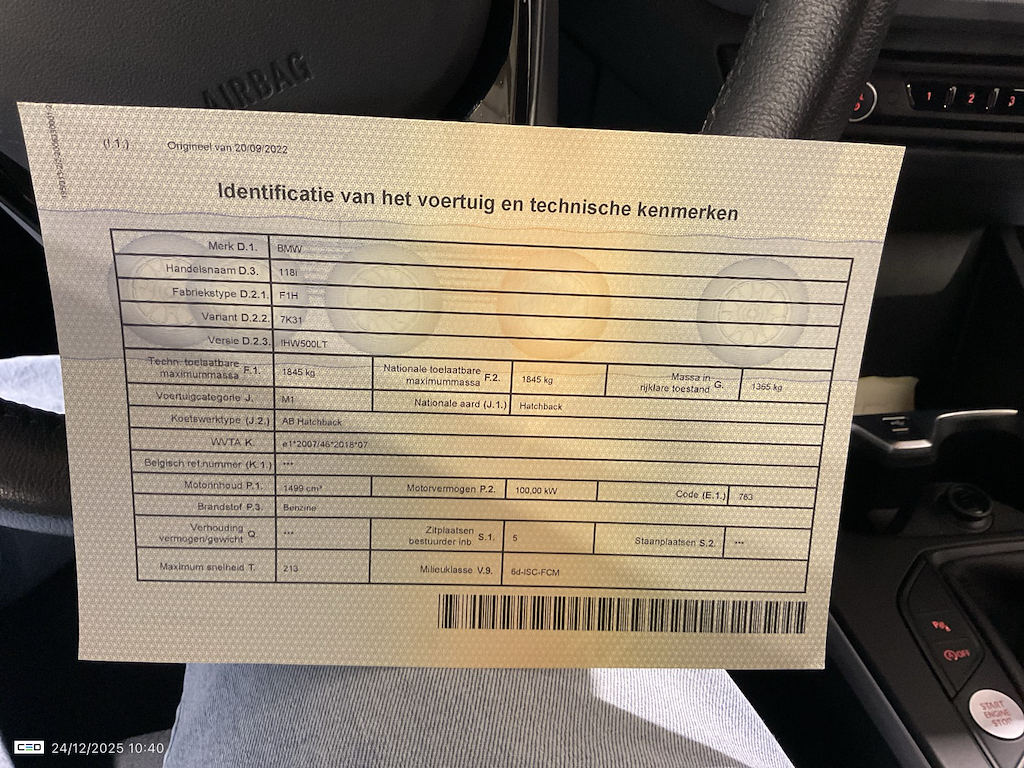 AIRBAG
1 2 3
(I.1.) Origineel van 20/09/2022
Identificatie van het voertuig en technische kenmerken
Merk D.1. BMW
Handelsnaam D.3. 118i
Fabriekstype D.2.1. F1H
Variant D.2.2. 7K31
Versie D.2.3. IHW500LT
Techn. toelaatbare maximummassa F.1. 1845 kg Nationale toelaatbare maximummassa F.2. 1845 kg Massa in rijklare toestand G. 1365 kg
Voertuigcategorie J. M1 Nationale aard (J.1.) Hatchback
Koetswerktype (J.2.) AB Hatchback
WVTA K. e1*2007/46*2018*07
Belgisch ref.nummer (K.1.) ***
Motorinhoud P.1. 1499 cm³ Motorvermogen P.2. 100,00 kW Code (E.1.) 763
Brandstof P.3. Benzine
Verhouding vermogen/gewicht Q. *** Zitplaatsen bestuurder inb. S.1. 5 Staanplaatsen S.2. ***
Maximum snelheid T. 213 Milieuklasse V.9. 6d-ISC-FCM
OFF
START
ENGINE
STOP
CEO 24/12/2025 10:40